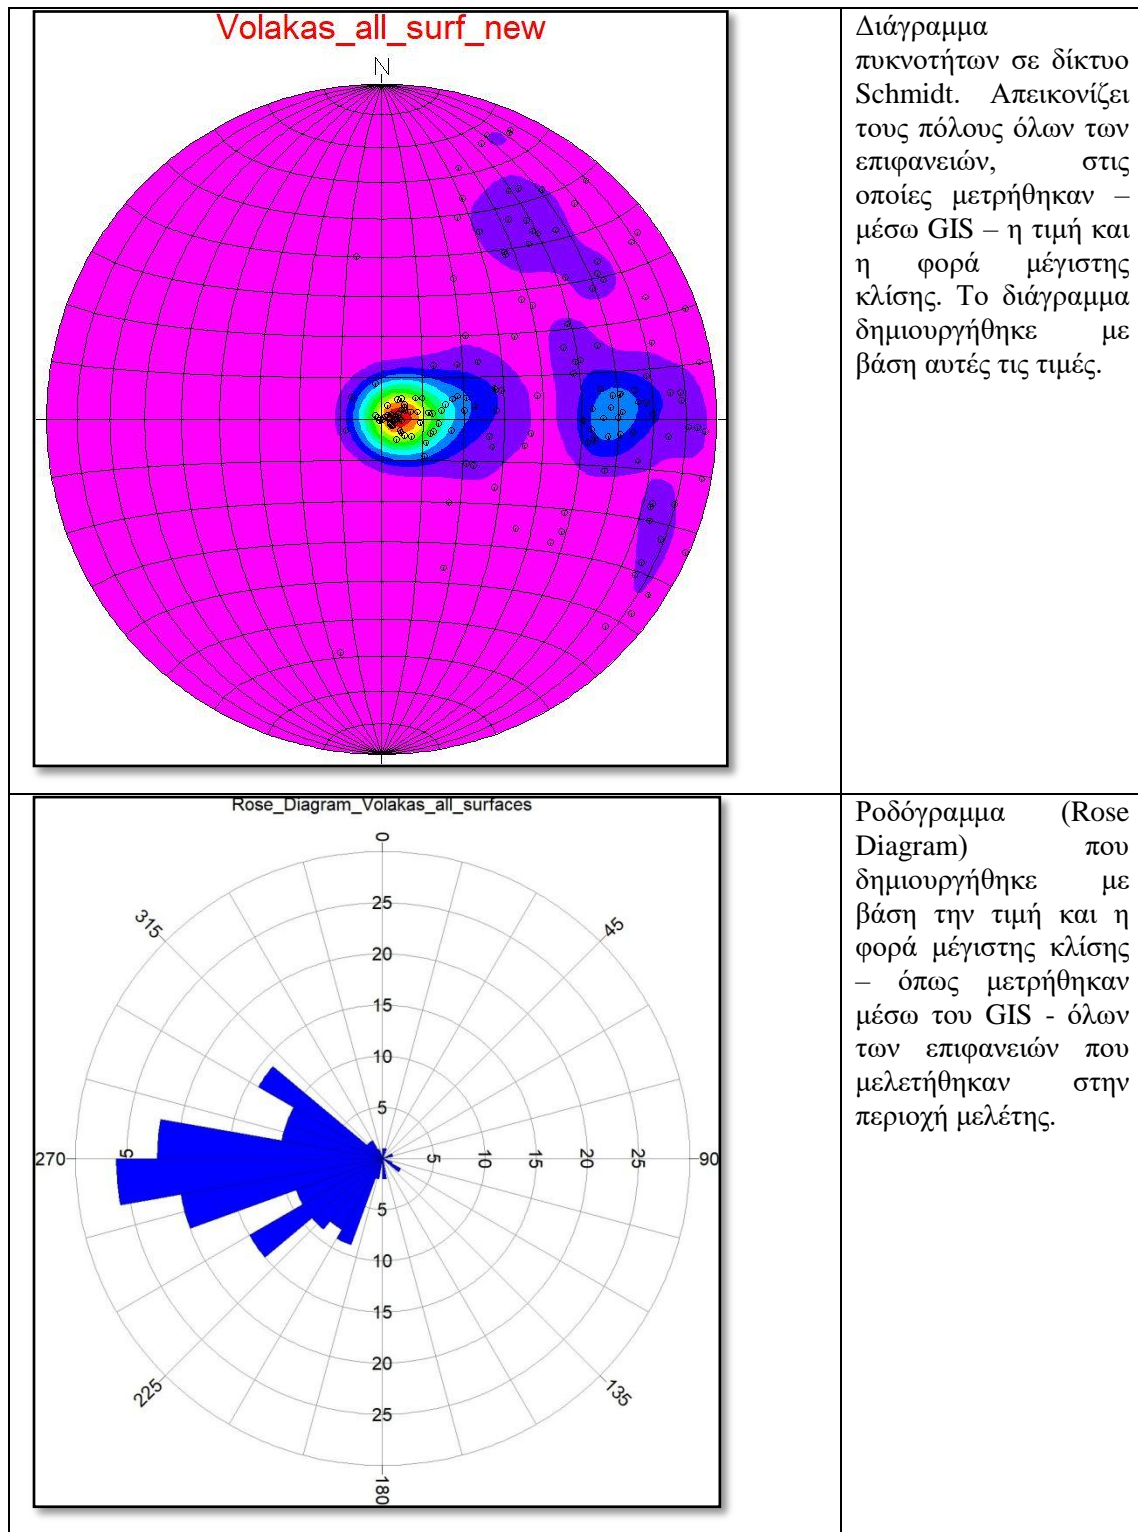 Volakas_all_surf_new
N
Διάγραμμα
πυκνοτήτων σε δίκτυο
Schmidt. Απεικονίζει
τους πόλους όλων των
επιφανειών, στις
οποίες μετρήθηκαν –
μέσω GIS – η τιμή και
η φορά μέγιστης
κλίσης. Το διάγραμμα
δημιουργήθηκε με
βάση αυτές τις τιμές.
Rose_Diagram_Volakas_all_surfaces
0
25
315
45
20
15
10
5
270
5
5
10
15
20
25
90
5
10
15
20
225
25
135
180
Ροδόγραμμα (Rose
Diagram) που
δημιουργήθηκε με
βάση την τιμή και η
φορά μέγιστης κλίσης
– όπως μετρήθηκαν
μέσω του GIS - όλων
των επιφανειών που
μελετήθηκαν στην
περιοχή μελέτης.